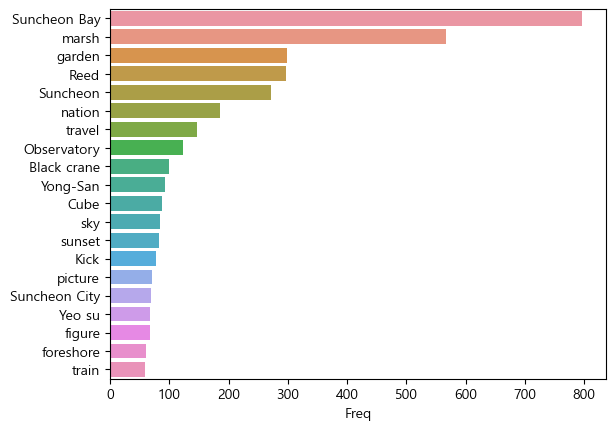 Suncheon Bay
marsh
garden
Reed
Suncheon
nation
travel
Observatory
Black crane
Yong-San
Cube
sky
sunset
Kick
picture
Suncheon City
Yeo su
figure
foreshore
train
0 100 200 300 400 500 600 700 800
Freq